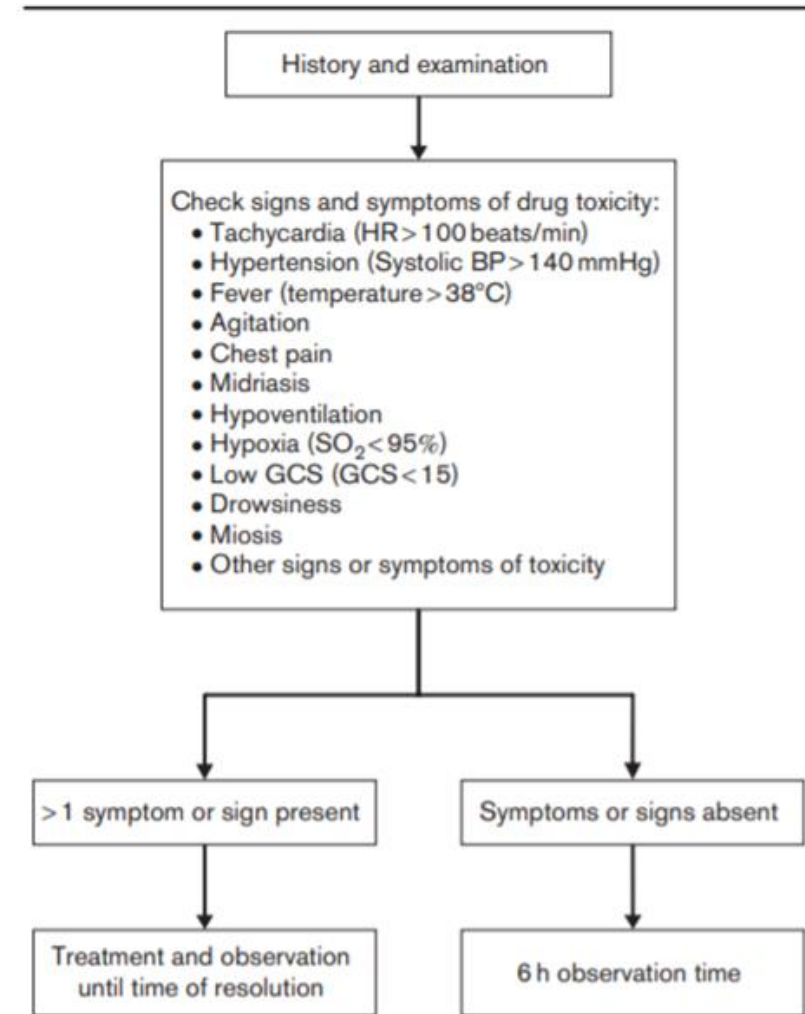 History and examination
Check signs and symptoms of drug toxicity:
• Tachycardia (HR > 100 beats/min)
• Hypertension (Systolic BP > 140 mmHg)
• Fever (temperature > 38°C)
• Agitation
• Chest pain
• Midriasis
• Hypoventilation
• Hypoxia (SO₂ < 95%)
• Low GCS (GCS < 15)
• Drowsiness
• Miosis
• Other signs or symptoms of toxicity
> 1 symptom or sign present
Symptoms or signs absent
Treatment and observation
until time of resolution
6 h observation time